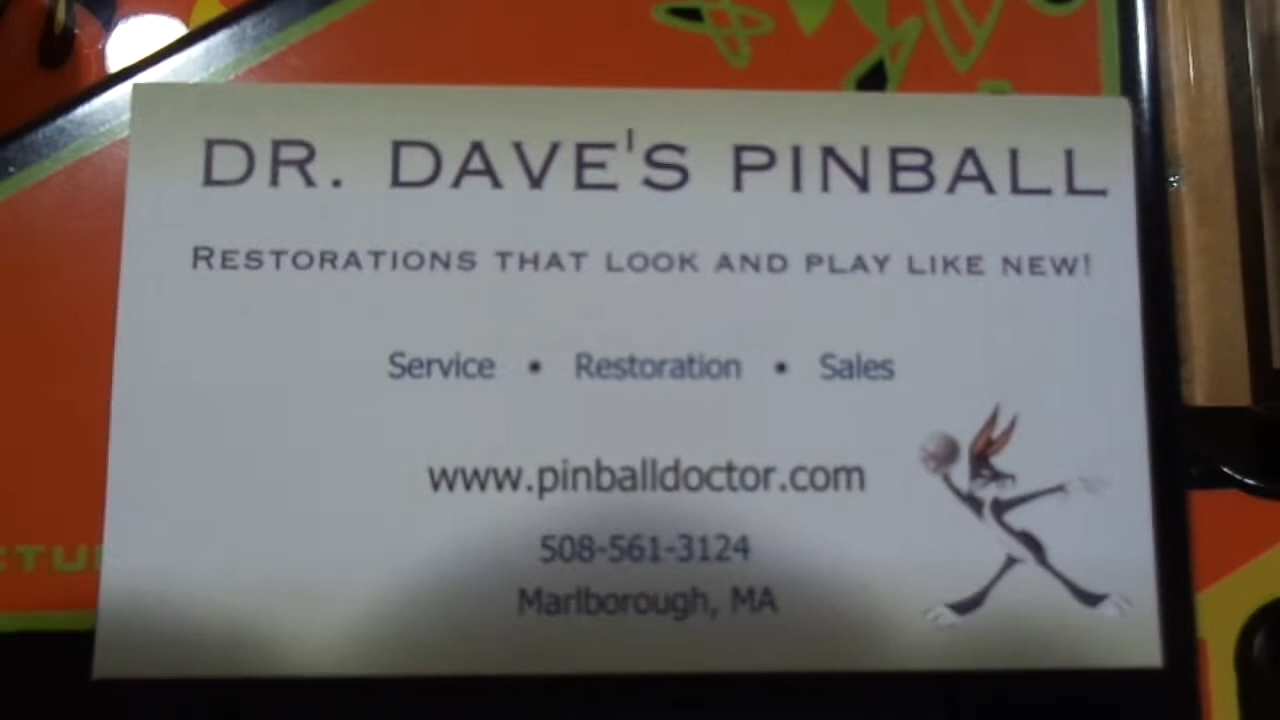 DR. DAVE'S PINBALL
RESTORATIONS THAT LOOK AND PLAY LIKE NEW!
Service • Restoration • Sales
www.pinballdoctor.com
508-561-3124
Marlborough, MA